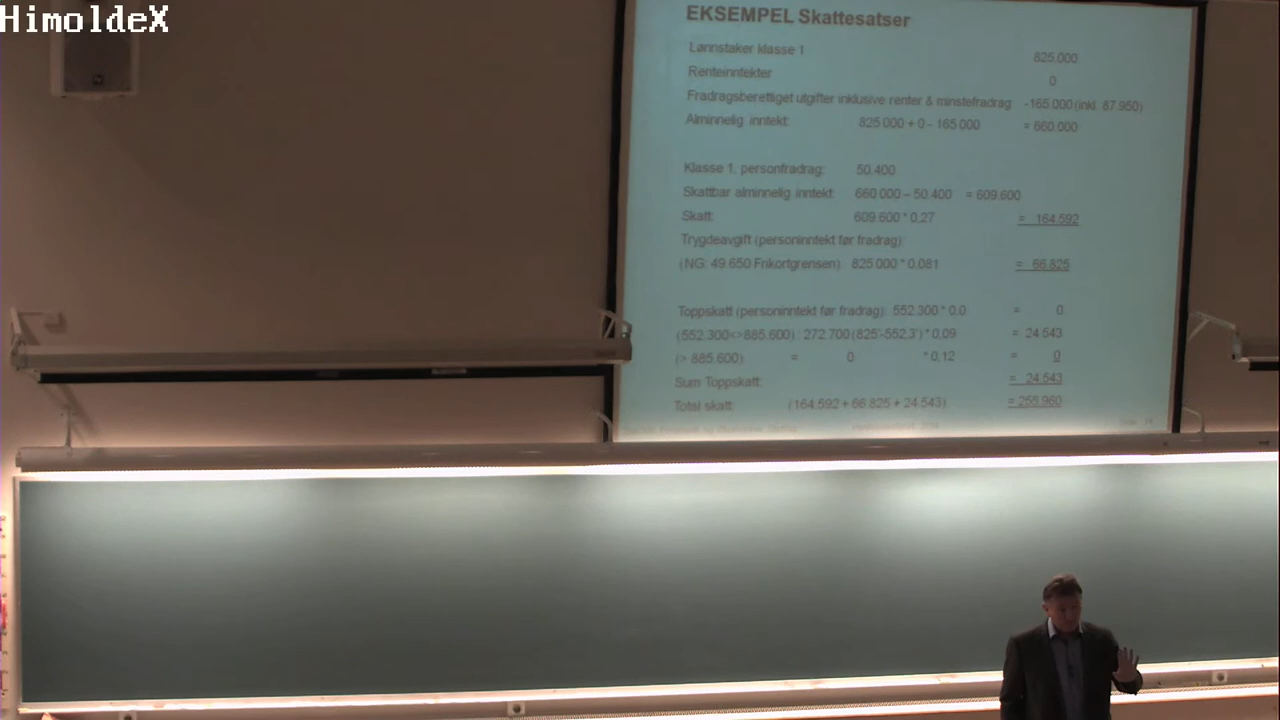 HimoldeX
EKSEMPEL Skattesatser
Lønnstaker klasse 1 825.000
Renteinntekter 0
Fradragsberettiget utgifter inklusive renter & minstefradrag -165.000 (inkl. 87.950)
Alminnelig inntekt: 825.000 + 0 – 165.000 = 660.000
Klasse 1, personfradrag: 50.400
Skattbar alminnelig inntekt: 660.000 – 50.400 = 609.600
Skatt: 609.600 * 0,27 = 164.592
Trygdeavgift (personinntekt før fradrag):
(NG: 49.650 Frikortgrensen): 825.000 * 0.081 = 66.825
Toppskatt (personinntekt før fradrag): 552.300 * 0.0 = 0
(552.300<>885.600) : 272.700 (825'-552,3') * 0,09 = 24.543
(> 885.600) = 0 * 0,12 = 0
Sum Toppskatt: = 24.543
Total skatt: (164.592 + 66.825 + 24.543) = 255.960